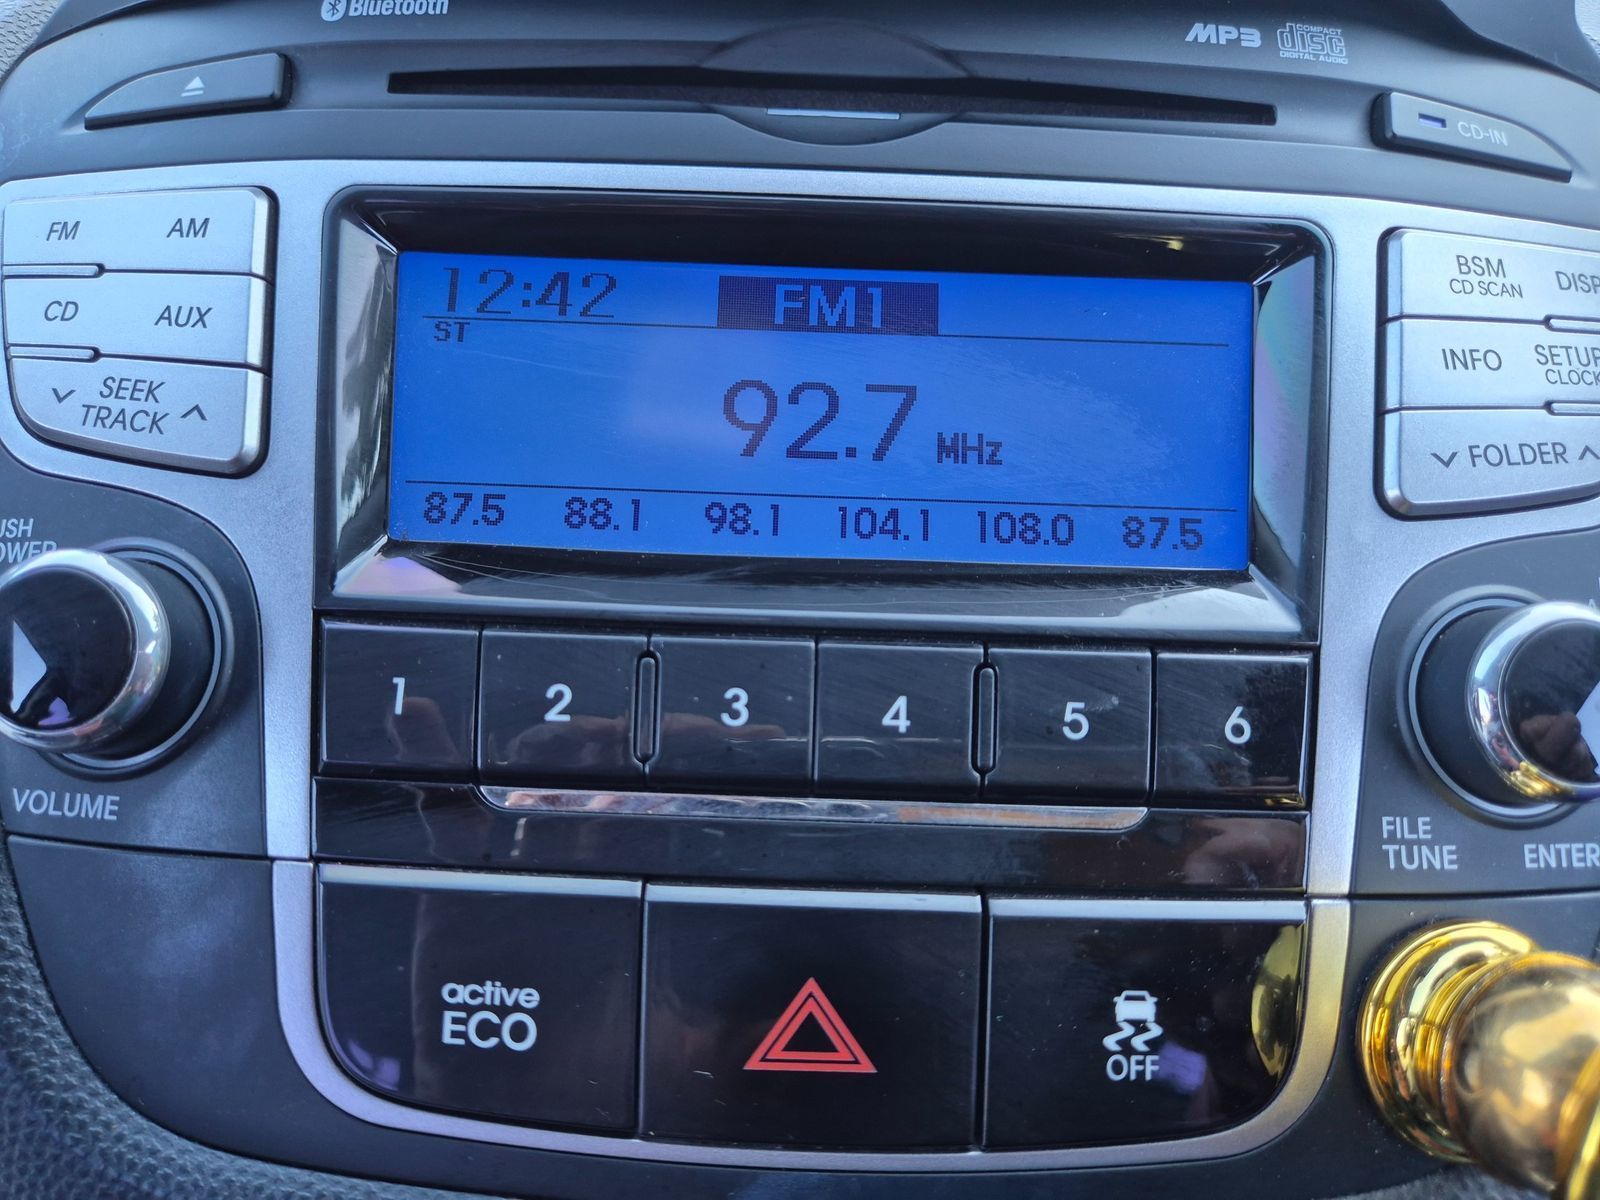 Bluetooth
MP3 COMPACT disc DIGITAL AUDIO
CD-IN
FM AM
CD AUX
SEEK
TRACK
12:42 FM1
ST
92.7 MHz
87.5 88.1 98.1 104.1 108.0 87.5
BSM
CD SCAN
INFO
CLOCK
FOLDER
VOLUME
1 2 3 4 5 6
FILE
TUNE
ENTER
active
ECO
OFF